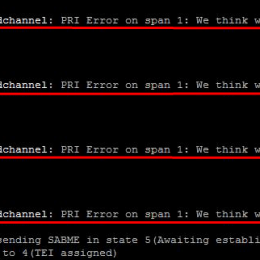 dchannel: PRI Error on span 1: We think w
dchannel: PRI Error on span 1: We think w
dchannel: PRI Error on span 1: We think w
dchannel: PRI Error on span 1: We think w
sending SABME in state 5(Awaiting establi
to 4(TEI assigned)